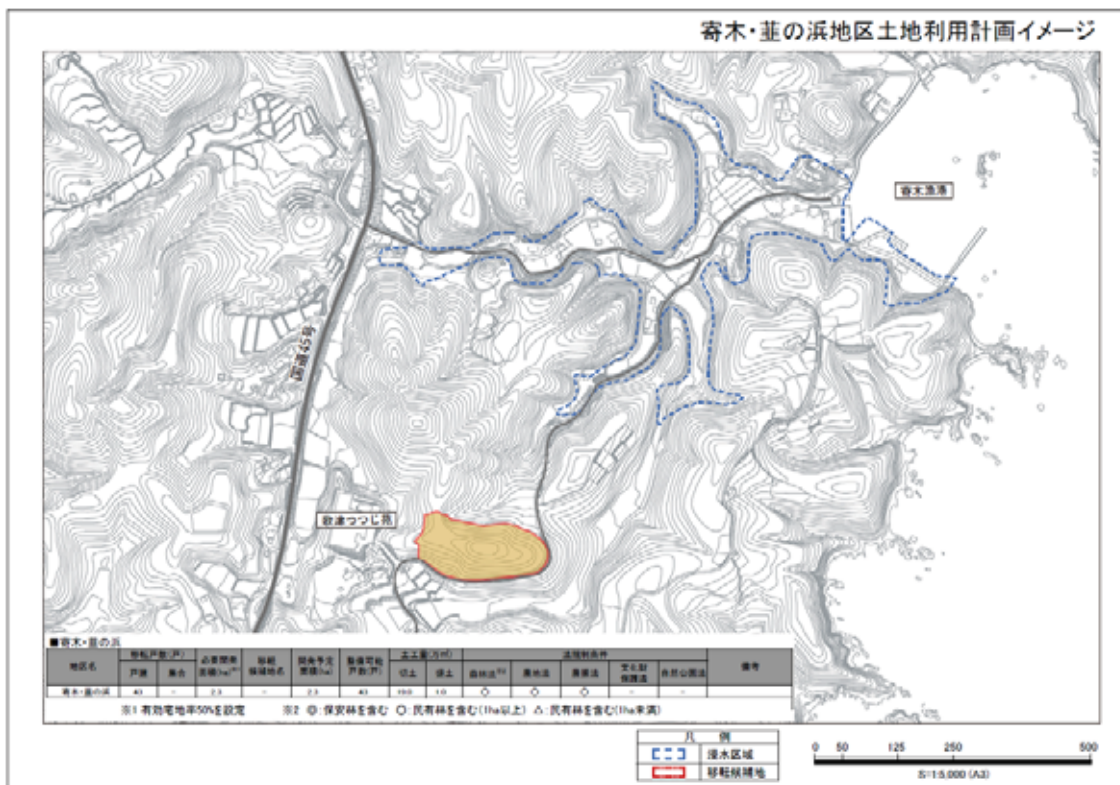 寄木・韮の浜地区土地利用計画イメージ
寄木漁港
国道45号
歌津つつじ苑
■寄木・韮の浜
地区名 移転戸数(戸) 必要開発面積(ha)※1 移転候補地名 開発予定面積(ha) 整備可能戸数(戸) 土工量(万㎥) 法規制条件 備考
戸建 集合 切土 盛土 森林法※2 農地法 農振法 文化財保護法 自然公園法
寄木・韮の浜 43 - 2.3 - 2.3 43 19.0 1.0 ○ ○ ○ - -
※1 有効宅地率50%を設定 ※2 ◎:保安林を含む ○:民有林を含む(1ha以上) △:民有林を含む(1ha未満)
凡 例
浸水区域
移転候補地
0 50 125 250 500
S=1:5,000 (A3)